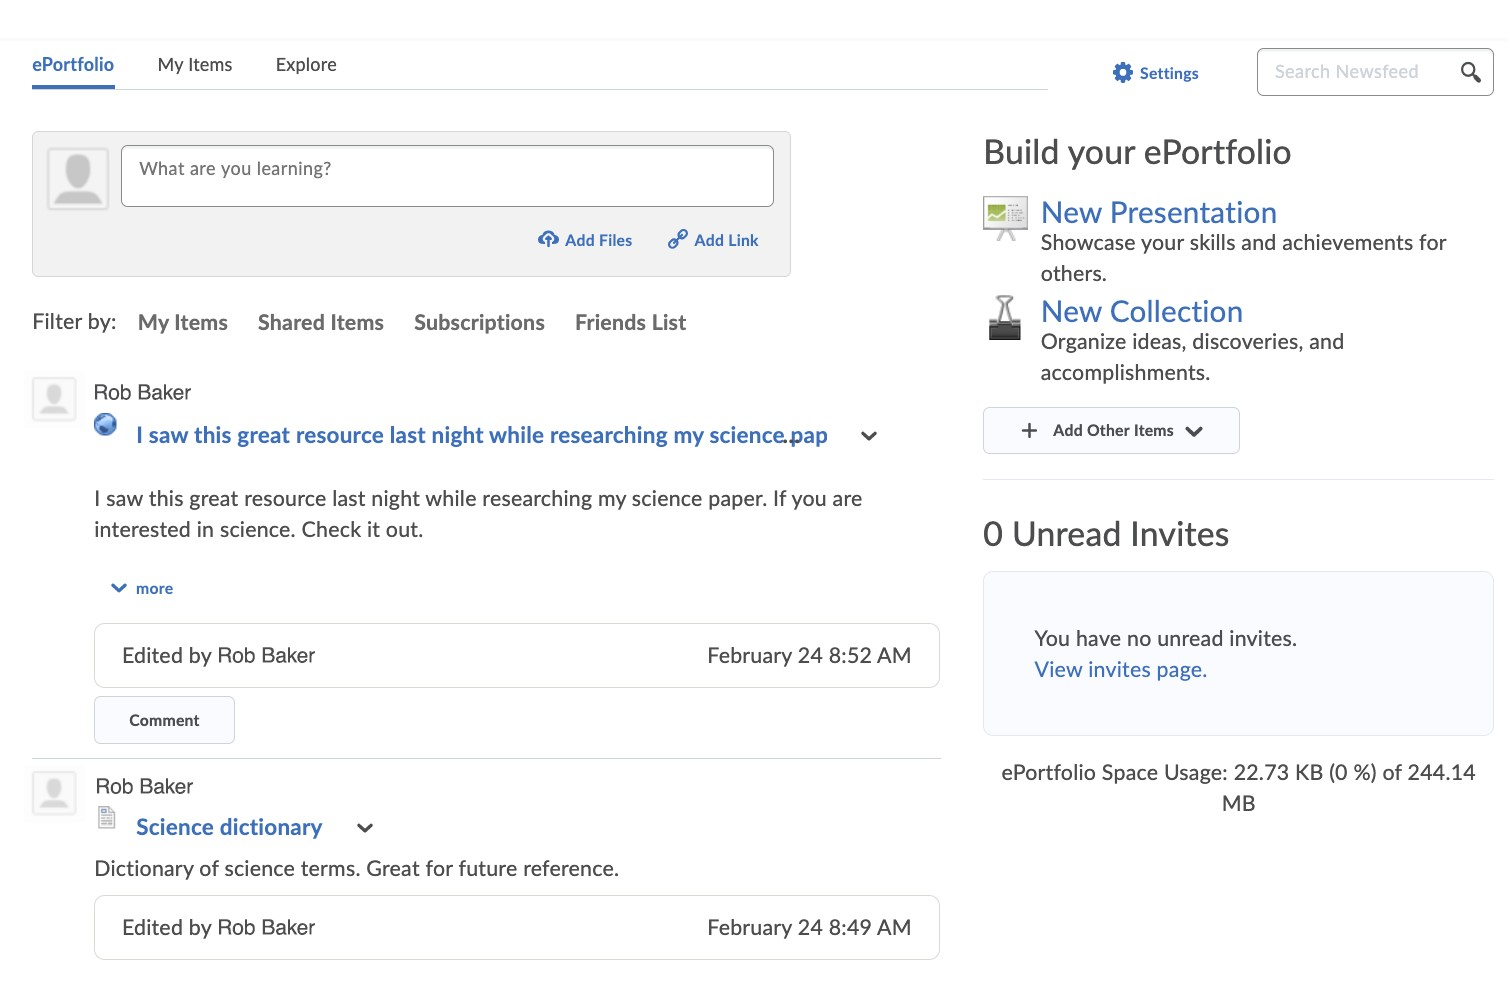 ePortfolio My Items Explore
Settings
Search Newsfeed
What are you learning?
Add Files Add Link
Filter by: My Items Shared Items Subscriptions Friends List
Rob Baker
I saw this great resource last night while researching my science pap...
I saw this great resource last night while researching my science paper. If you are
interested in science. Check it out.
more
Edited by Rob Baker February 24 8:52 AM
Comment
Rob Baker
Science dictionary
Dictionary of science terms. Great for future reference.
Edited by Rob Baker February 24 8:49 AM
Build your ePortfolio
New Presentation
Showcase your skills and achievements for
others.
New Collection
Organize ideas, discoveries, and
accomplishments.
Add Other Items
0 Unread Invites
You have no unread invites.
View invites page.
ePortfolio Space Usage: 22.73 KB (0 %) of 244.14
MB